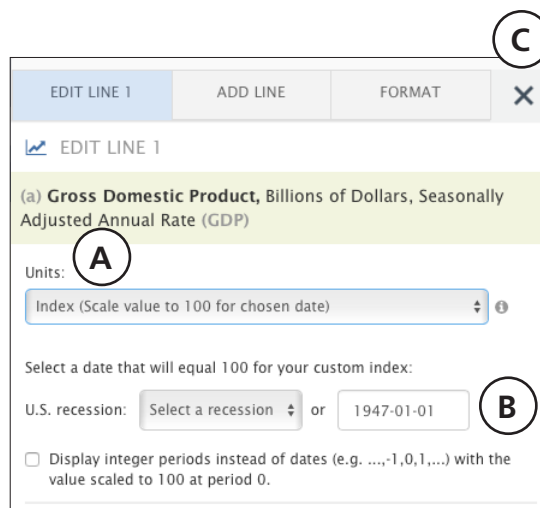 C
EDIT LINE 1 ADD LINE FORMAT
EDIT LINE 1
(a) Gross Domestic Product, Billions of Dollars, Seasonally
Adjusted Annual Rate (GDP)
A
Units:
Index (Scale value to 100 for chosen date)
Select a date that will equal 100 for your custom index:
U.S. recession: Select a recession or 1947-01-01 B
Display integer periods instead of dates (e.g. ...,-1,0,1,...) with the
value scaled to 100 at period 0.